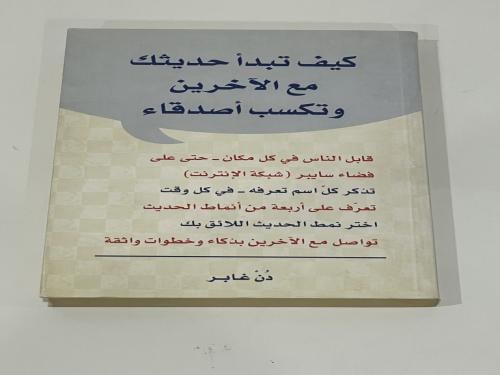 كيف تبدأ حديثك
مع الآخرين
وتكسب أصدقاء
قابل الناس في كل مكان - حتى على
فضاء سايبر (شبكة الإنترنت)
تذكر كلّ اسم تعرفه - في كل وقت
تعرّف على أربعة من أنماط الحديث
اختر نمط الحديث اللائق بك
تواصل مع الآخرين بذكاء وخطوات واثقة
دُنْ غابر